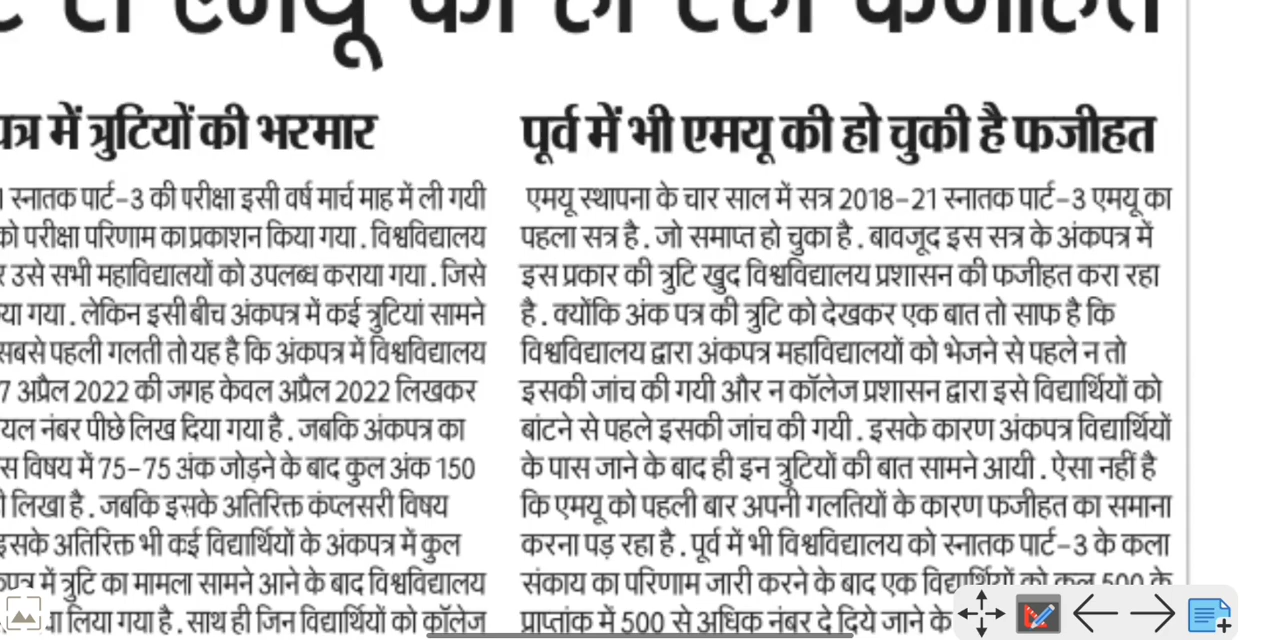 पत्र में त्रुटियों की भरमार
स्नातक पार्ट-3 की परीक्षा इसी वर्ष मार्च माह में ली गयी
को परीक्षा परिणाम का प्रकाशन किया गया. विश्वविद्यालय
उसे सभी महाविद्यालयों को उपलब्ध कराया गया. जिसे
या गया. लेकिन इसी बीच अंकपत्र में कई त्रुटियां सामने
सबसे पहली गलती तो यह है कि अंकपत्र में विश्वविद्यालय
7 अप्रैल 2022 की जगह केवल अप्रैल 2022 लिखकर
यल नंबर पीछे लिख दिया गया है. जबकि अंकपत्र का
स विषय में 75-75 अंक जोड़ने के बाद कुल अंक 150
लिखा है. जबकि इसके अतिरिक्त कंप्लसरी विषय
इसके अतिरिक्त भी कई विद्यार्थियों के अंकपत्र में कुल
में त्रुटि का मामला सामने आने के बाद विश्वविद्यालय
लिया गया है. साथ ही जिन विद्यार्थियों को कॉलेज
पूर्व में भी एमयू की हो चुकी है फजीहत
एमयू स्थापना के चार साल में सत्र 2018-21 स्नातक पार्ट-3 एमयू का
पहला सत्र है. जो समाप्त हो चुका है. बावजूद इस सत्र के अंकपत्र में
इस प्रकार की त्रुटि खुद विश्वविद्यालय प्रशासन की फजीहत करा रहा
है. क्योंकि अंक पत्र की त्रुटि को देखकर एक बात तो साफ है कि
विश्वविद्यालय द्वारा अंकपत्र महाविद्यालयों को भेजने से पहले न तो
इसकी जांच की गयी और न कॉलेज प्रशासन द्वारा इसे विद्यार्थियों को
बांटने से पहले इसकी जांच की गयी. इसके कारण अंकपत्र विद्यार्थियों
के पास जाने के बाद ही इन त्रुटियों की बात सामने आयी. ऐसा नहीं है
कि एमयू को पहली बार अपनी गलतियों के कारण फजीहत का समाना
करना पड़ रहा है. पूर्व में भी विश्वविद्यालय को स्नातक पार्ट-3 के कला
संकाय का परिणाम जारी करने के बाद एक विद्यार्थियों को कुल 500 के
प्राप्तांक में 500 से अधिक नंबर दे दिये जाने के